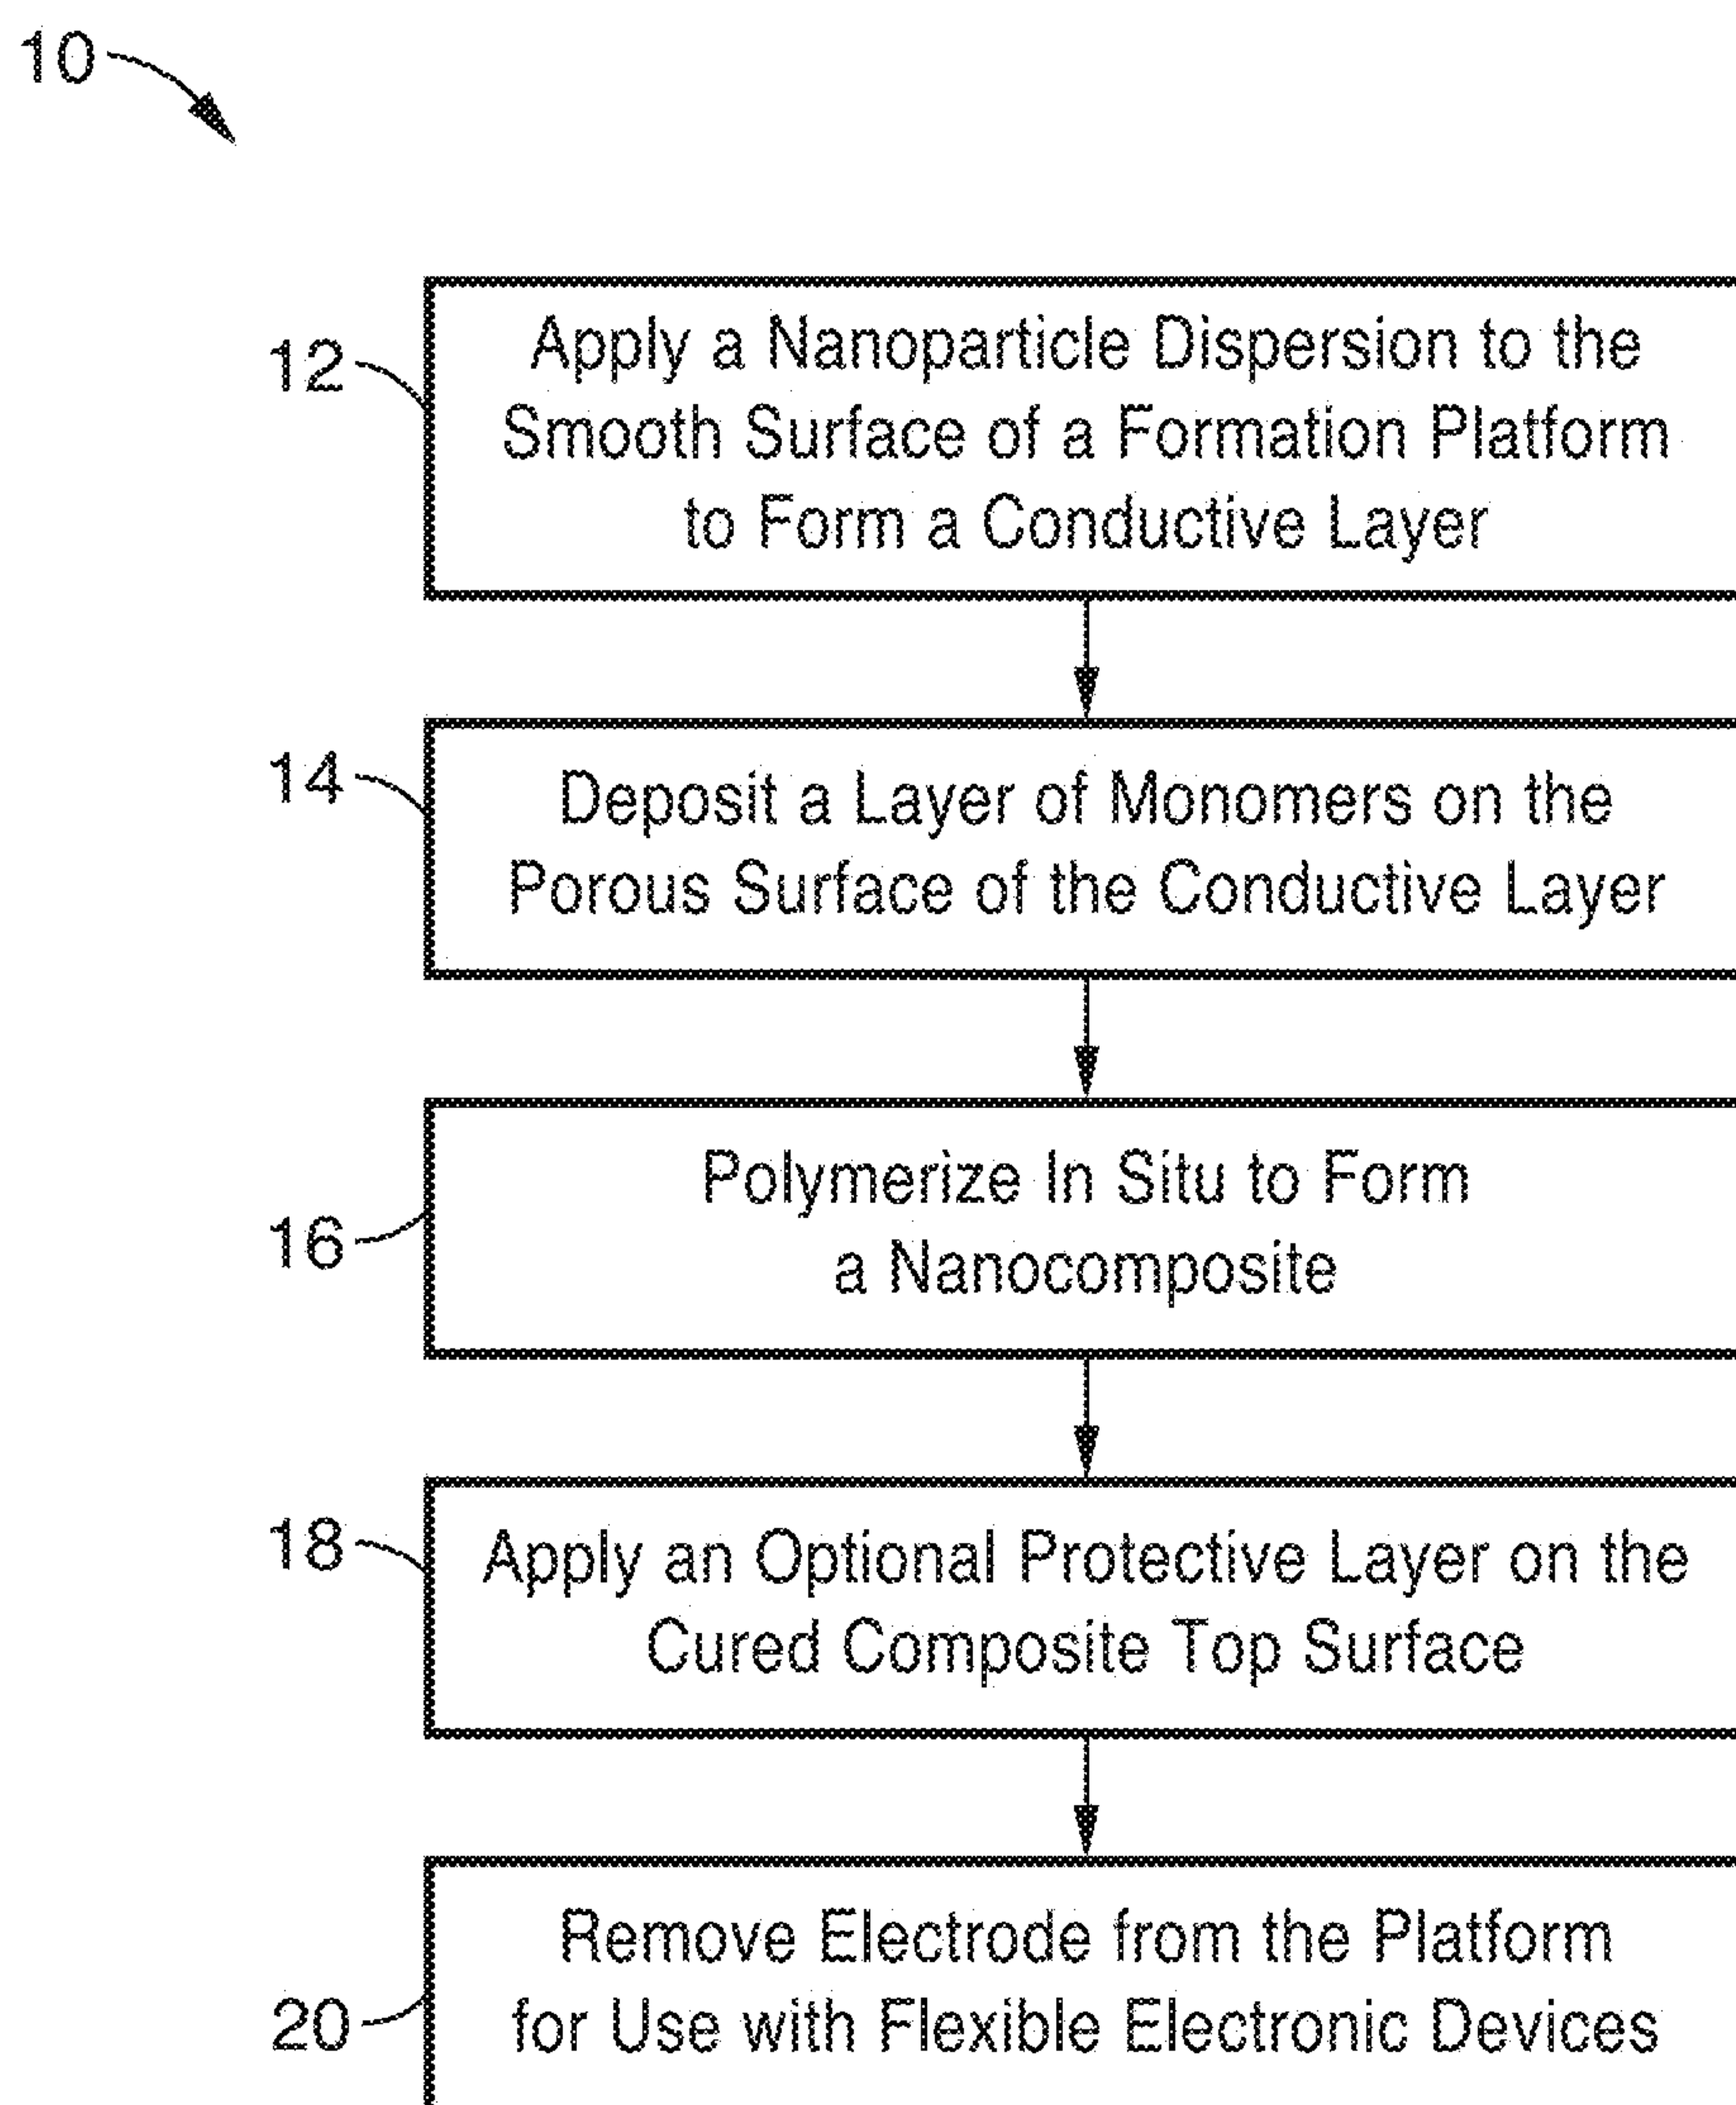 10
12
Apply a Nanoparticle Dispersion to the
Smooth Surface of a Formation Platform
to Form a Conductive Layer
14
Deposit a Layer of Monomers on the
Porous Surface of the Conductive Layer
16
Polymerize In Situ to Form
a Nanocomposite
18
Apply an Optional Protective Layer on the
Cured Composite Top Surface
20
Remove Electrode from the Platform
for Use with Flexible Electronic Devices